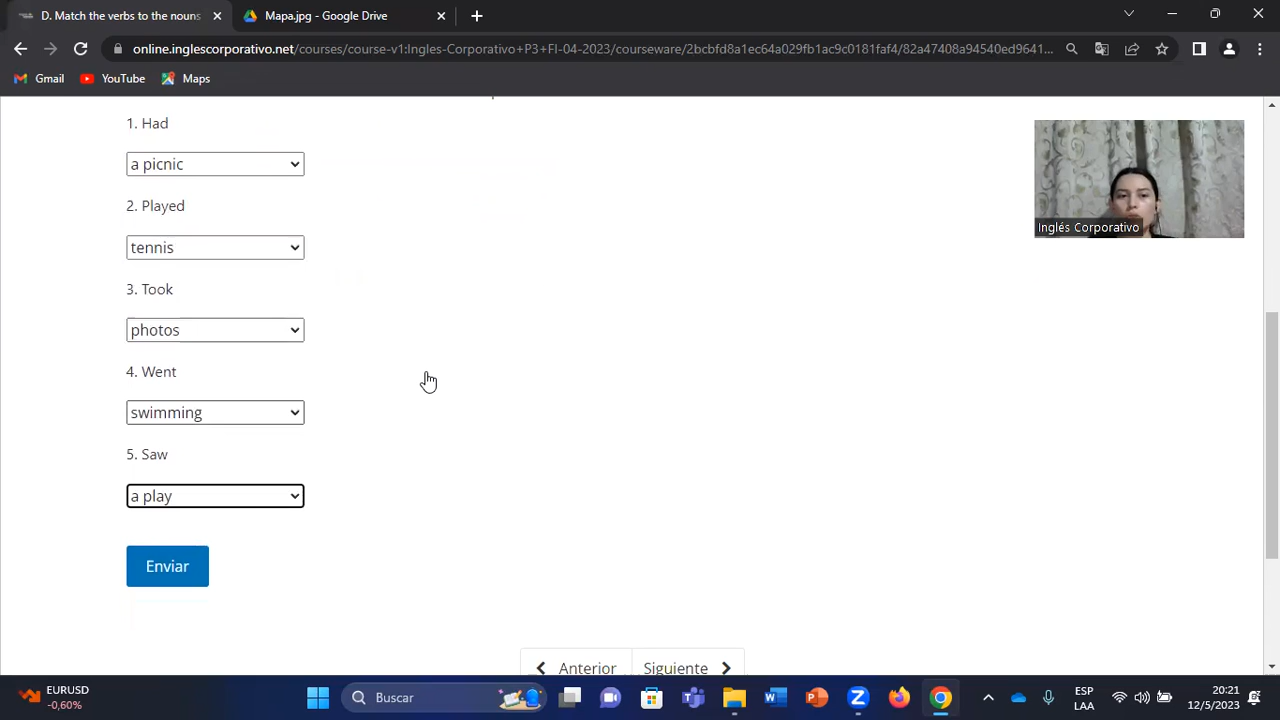 D. Match the verbs to the nouns
Mapa.jpg - Google Drive
online.inglescorporativo.net/courses/course-v1:Ingles-Corporativo+P3+FI-04-2023/courseware/2bcbfd8a1ec64a029fb1ac9c0181faf4/82a47408a94540ed9641...
Gmail
YouTube
Maps
1. Had
a picnic
2. Played
tennis
3. Took
photos
4. Went
swimming
5. Saw
a play
Enviar
Anterior
Siguiente
Inglés Corporativo
EURUSD
-0,60%
Buscar
ESP
LAA
20:21
12/5/2023